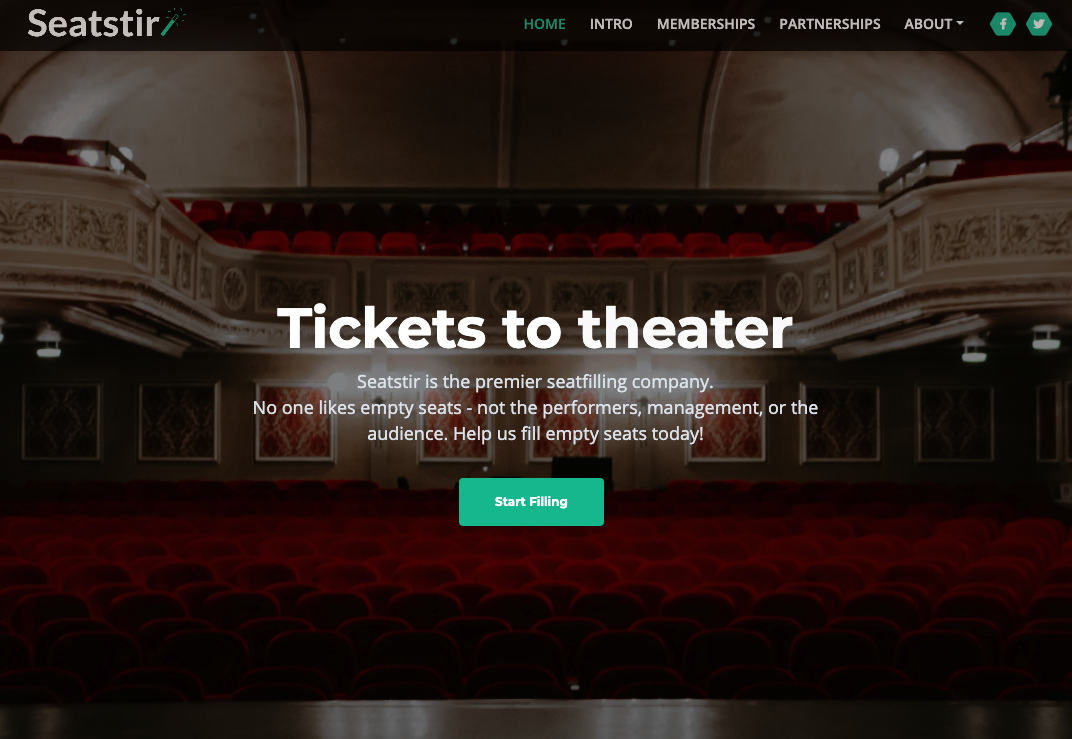 Seatstir
HOME INTRO MEMBERSHIPS PARTNERSHIPS ABOUT
Tickets to theater
Seatstir is the premier seatfilling company.
No one likes empty seats - not the performers, management, or the
audience. Help us fill empty seats today!
Start Filling